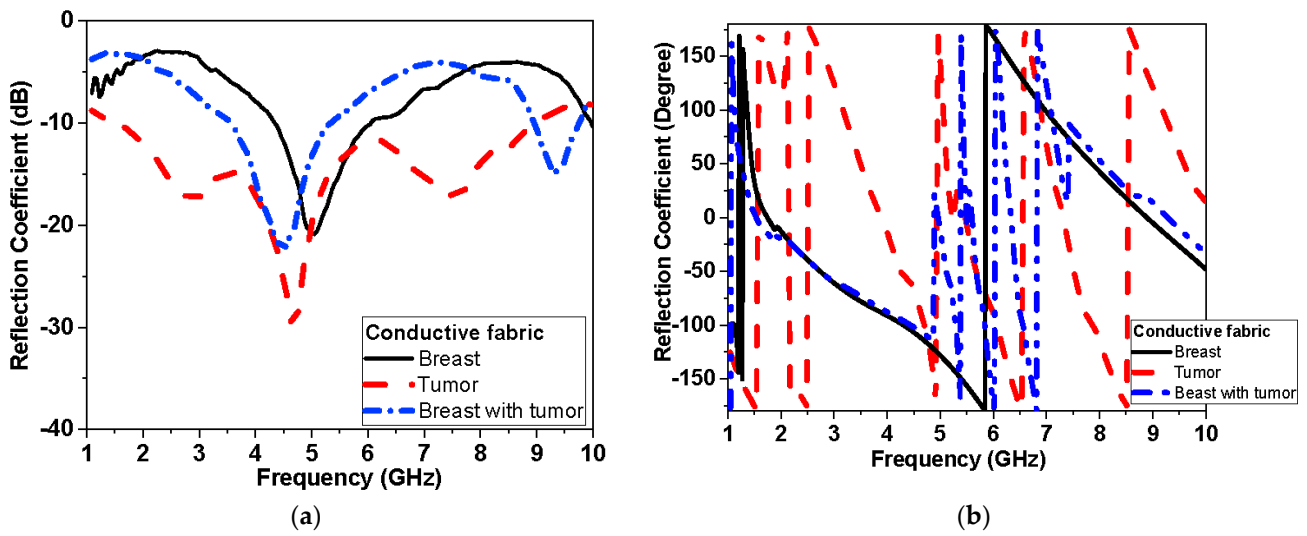 0
-10
-20
-30
-40
Reflection Coefficient (dB)
Conductive fabric
Breast
Tumor
Breast with tumor
1 2 3 4 5 6 7 8 9 10
Frequency (GHz)
(a)
150
100
50
0
-50
-100
-150
Reflection Coefficient (Degree)
Conductive fabric
Breast
Tumor
Beast with tumor
1 2 3 4 5 6 7 8 9 10
Frequency (GHz)
(b)